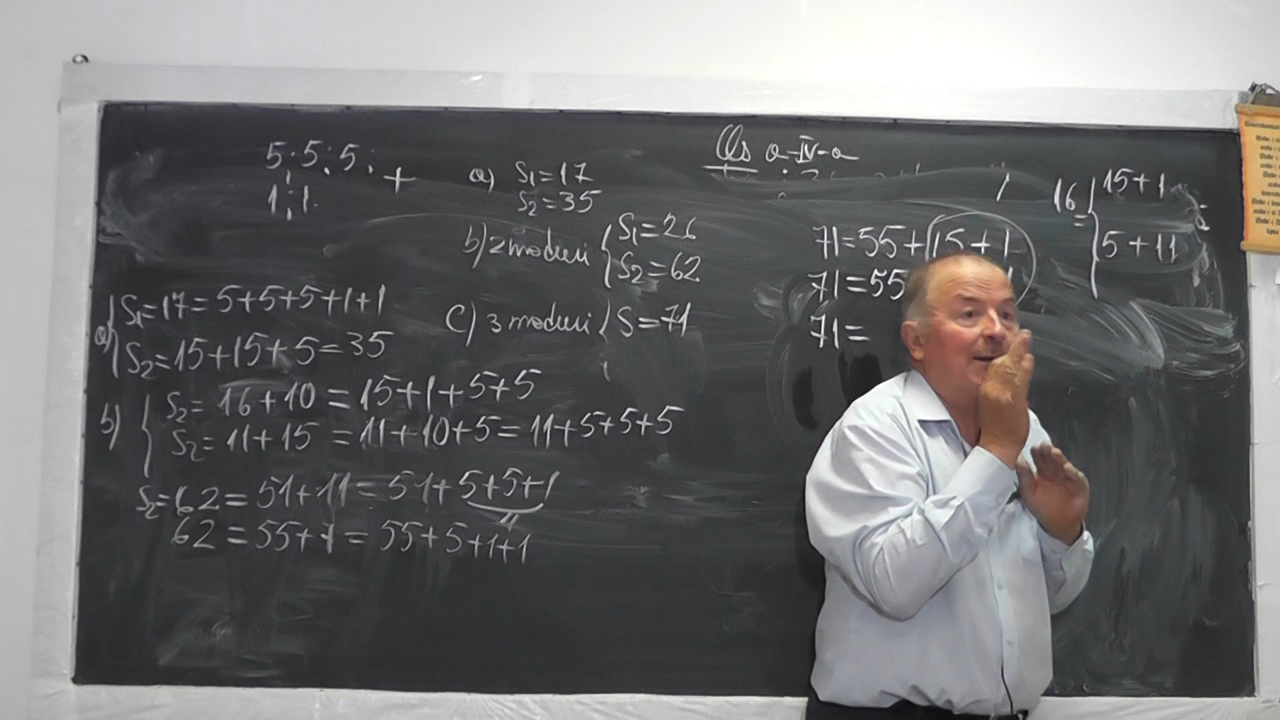 5;5;5; +
1;1.
a) S₁=17
S₂=35
b) 2 moduri { S₁=26
S₂=62
c) 3 moduri { S=71
a) S₁=17=5+5+5+1+1
S₂=15+15+5=35
b) { S₂=16+10=15+1+5+5
S₂=11+15=11+10+5=11+5+5+5
S₂=62=51+11=51+5+5+1
62=55+7=55+5+1+1
a-IV-a
71=55+15+1
71=55
71=
16= { 15+1
5+11